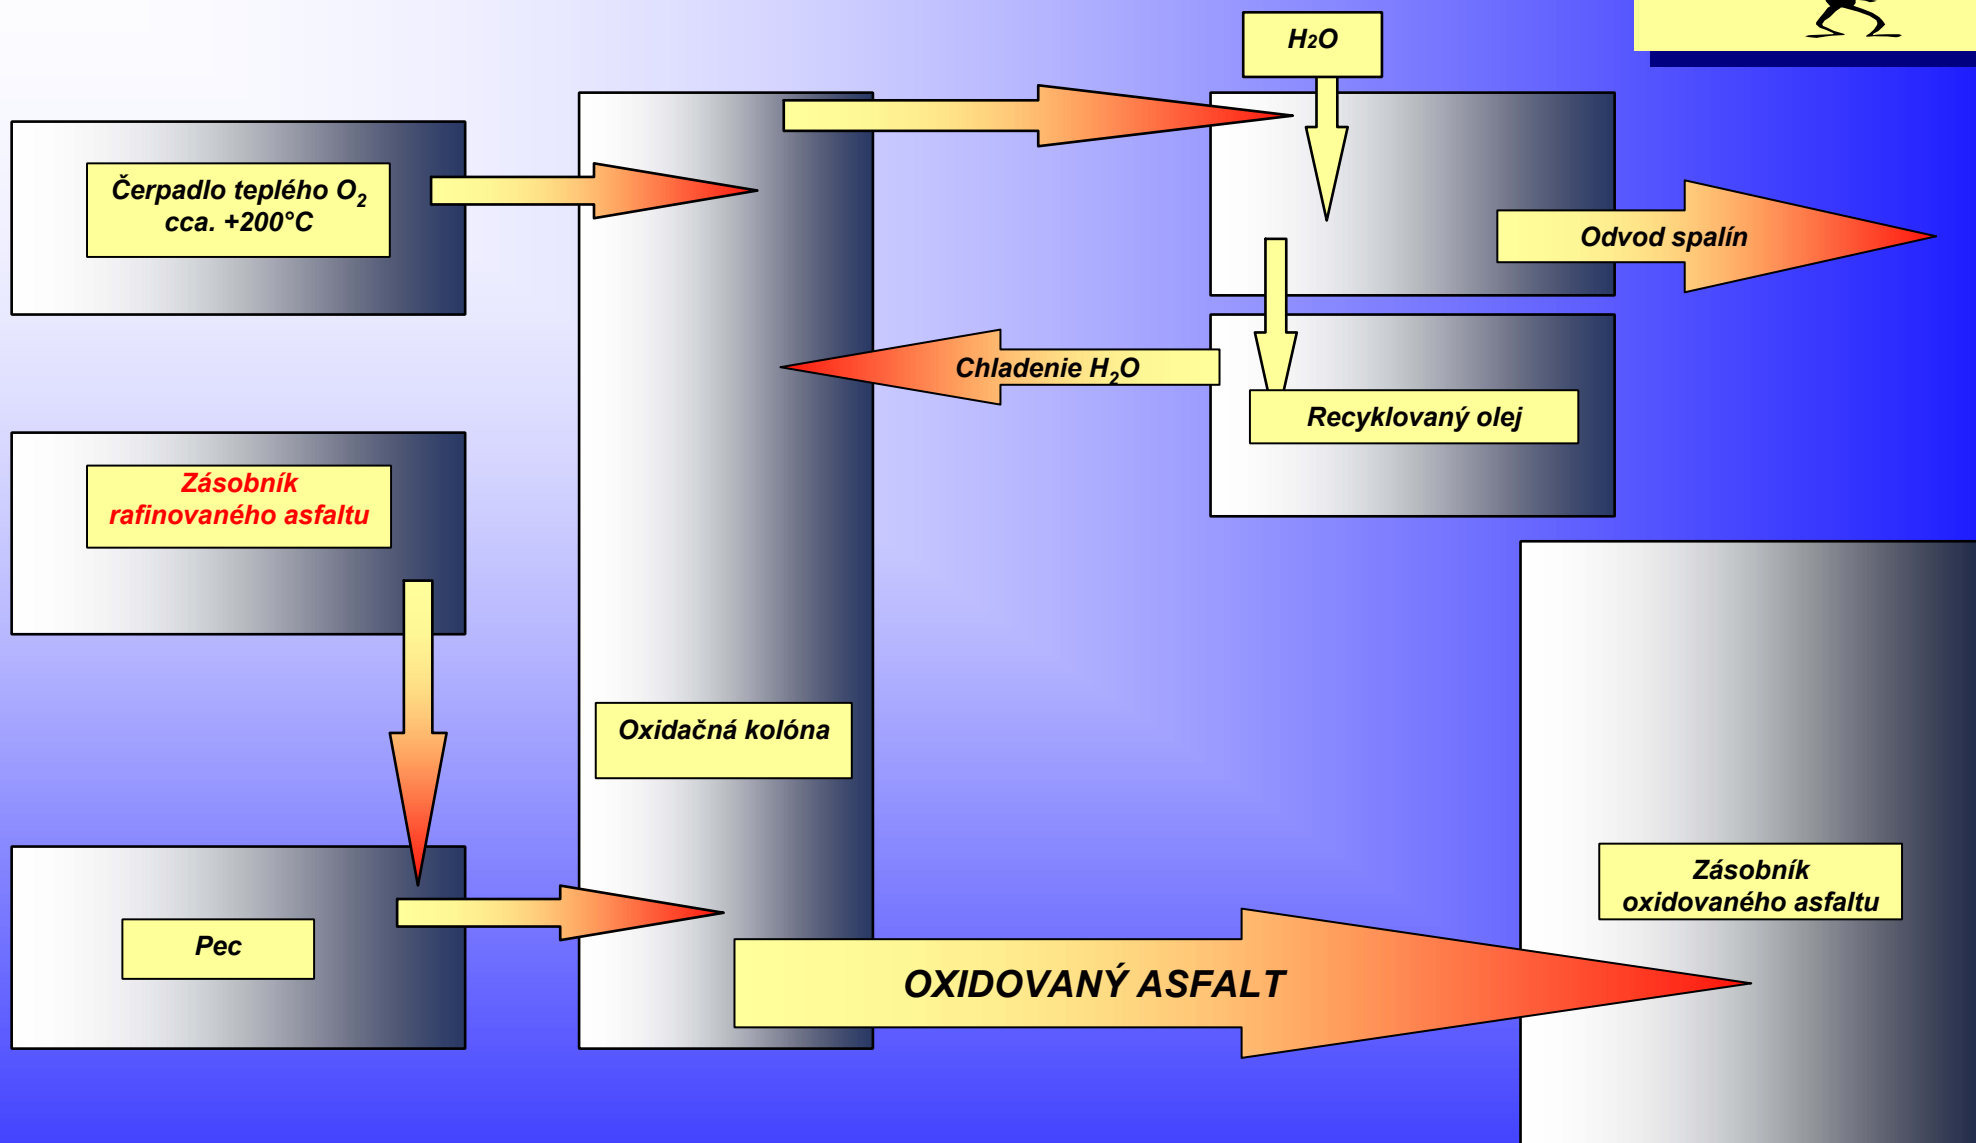 H2O
Čerpadlo teplého O2
cca. +200°C
Odvod spalín
Chladenie H2O
Recyklovaný olej
Zásobník
rafinovaného asfaltu
Oxidačná kolóna
Zásobník
oxidovaného asfaltu
Pec
OXIDOVANÝ ASFALT